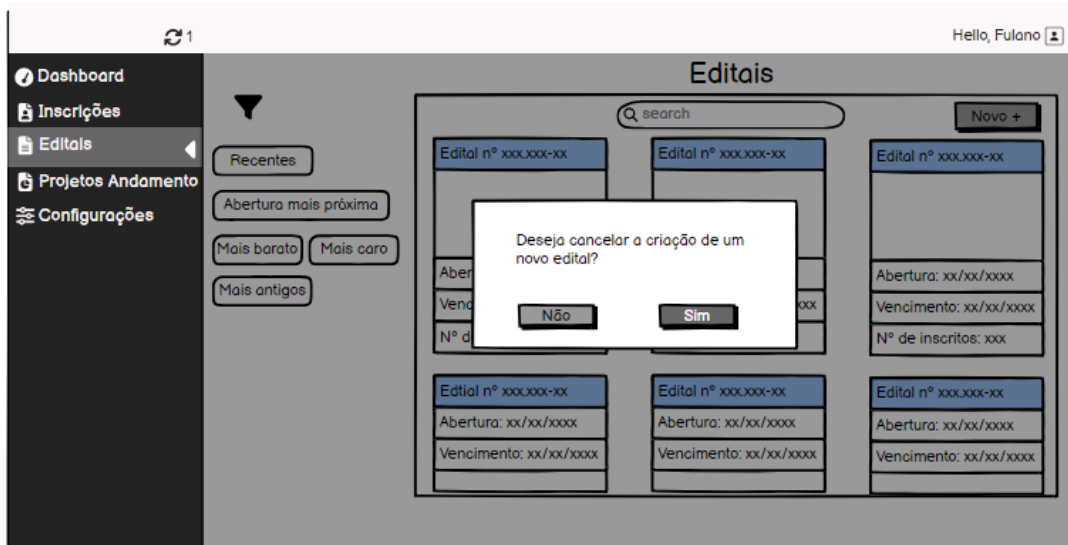 1
Hello, Fulano
Dashboard
Inscrições
Editais
Projetos Andamento
Configurações
Editais
search
Novo +
Recentes
Abertura mais próxima
Mais barato
Mais caro
Mais antigos
Edital nº xxx.xxx-xx
Edital nº xxx.xxx-xx
Edital nº xxx.xxx-xx
Aber
Abertura: xx/xx/xxxx
Venc
xxx
Vencimento: xx/xx/xxxx
Nº d
Nº de inscritos: xxx
Deseja cancelar a criação de um
novo edital?
Não
Sim
Edtial nº xxx.xxx-xx
Edital nº xxx.xxx-xx
Edital nº xxx.xxx-xx
Abertura: xx/xx/xxxx
Abertura: xx/xx/xxxx
Abertura: xx/xx/xxxx
Vencimento: xx/xx/xxxx
Vencimento: xx/xx/xxxx
Vencimento: xx/xx/xxxx